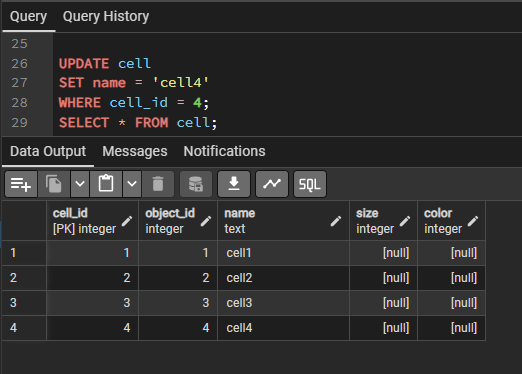 Query Query History
25
26 UPDATE cell
27 SET name = 'cell4'
28 WHERE cell_id = 4;
29 SELECT * FROM cell;
Data Output Messages Notifications
SQL
cell_id object_id name size color
[PK] integer integer text integer integer
1 1 1 cell1 [null] [null]
2 2 2 cell2 [null] [null]
3 3 3 cell3 [null] [null]
4 4 4 cell4 [null] [null]